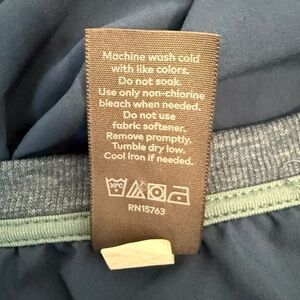 Machine wash cold
with like colors.
Do not soak.
Use only non-chlorine
bleach when needed.
Do not use
fabric softener.
Remove promptly.
Tumble dry low.
Cool iron if needed.
30°C
RN15763